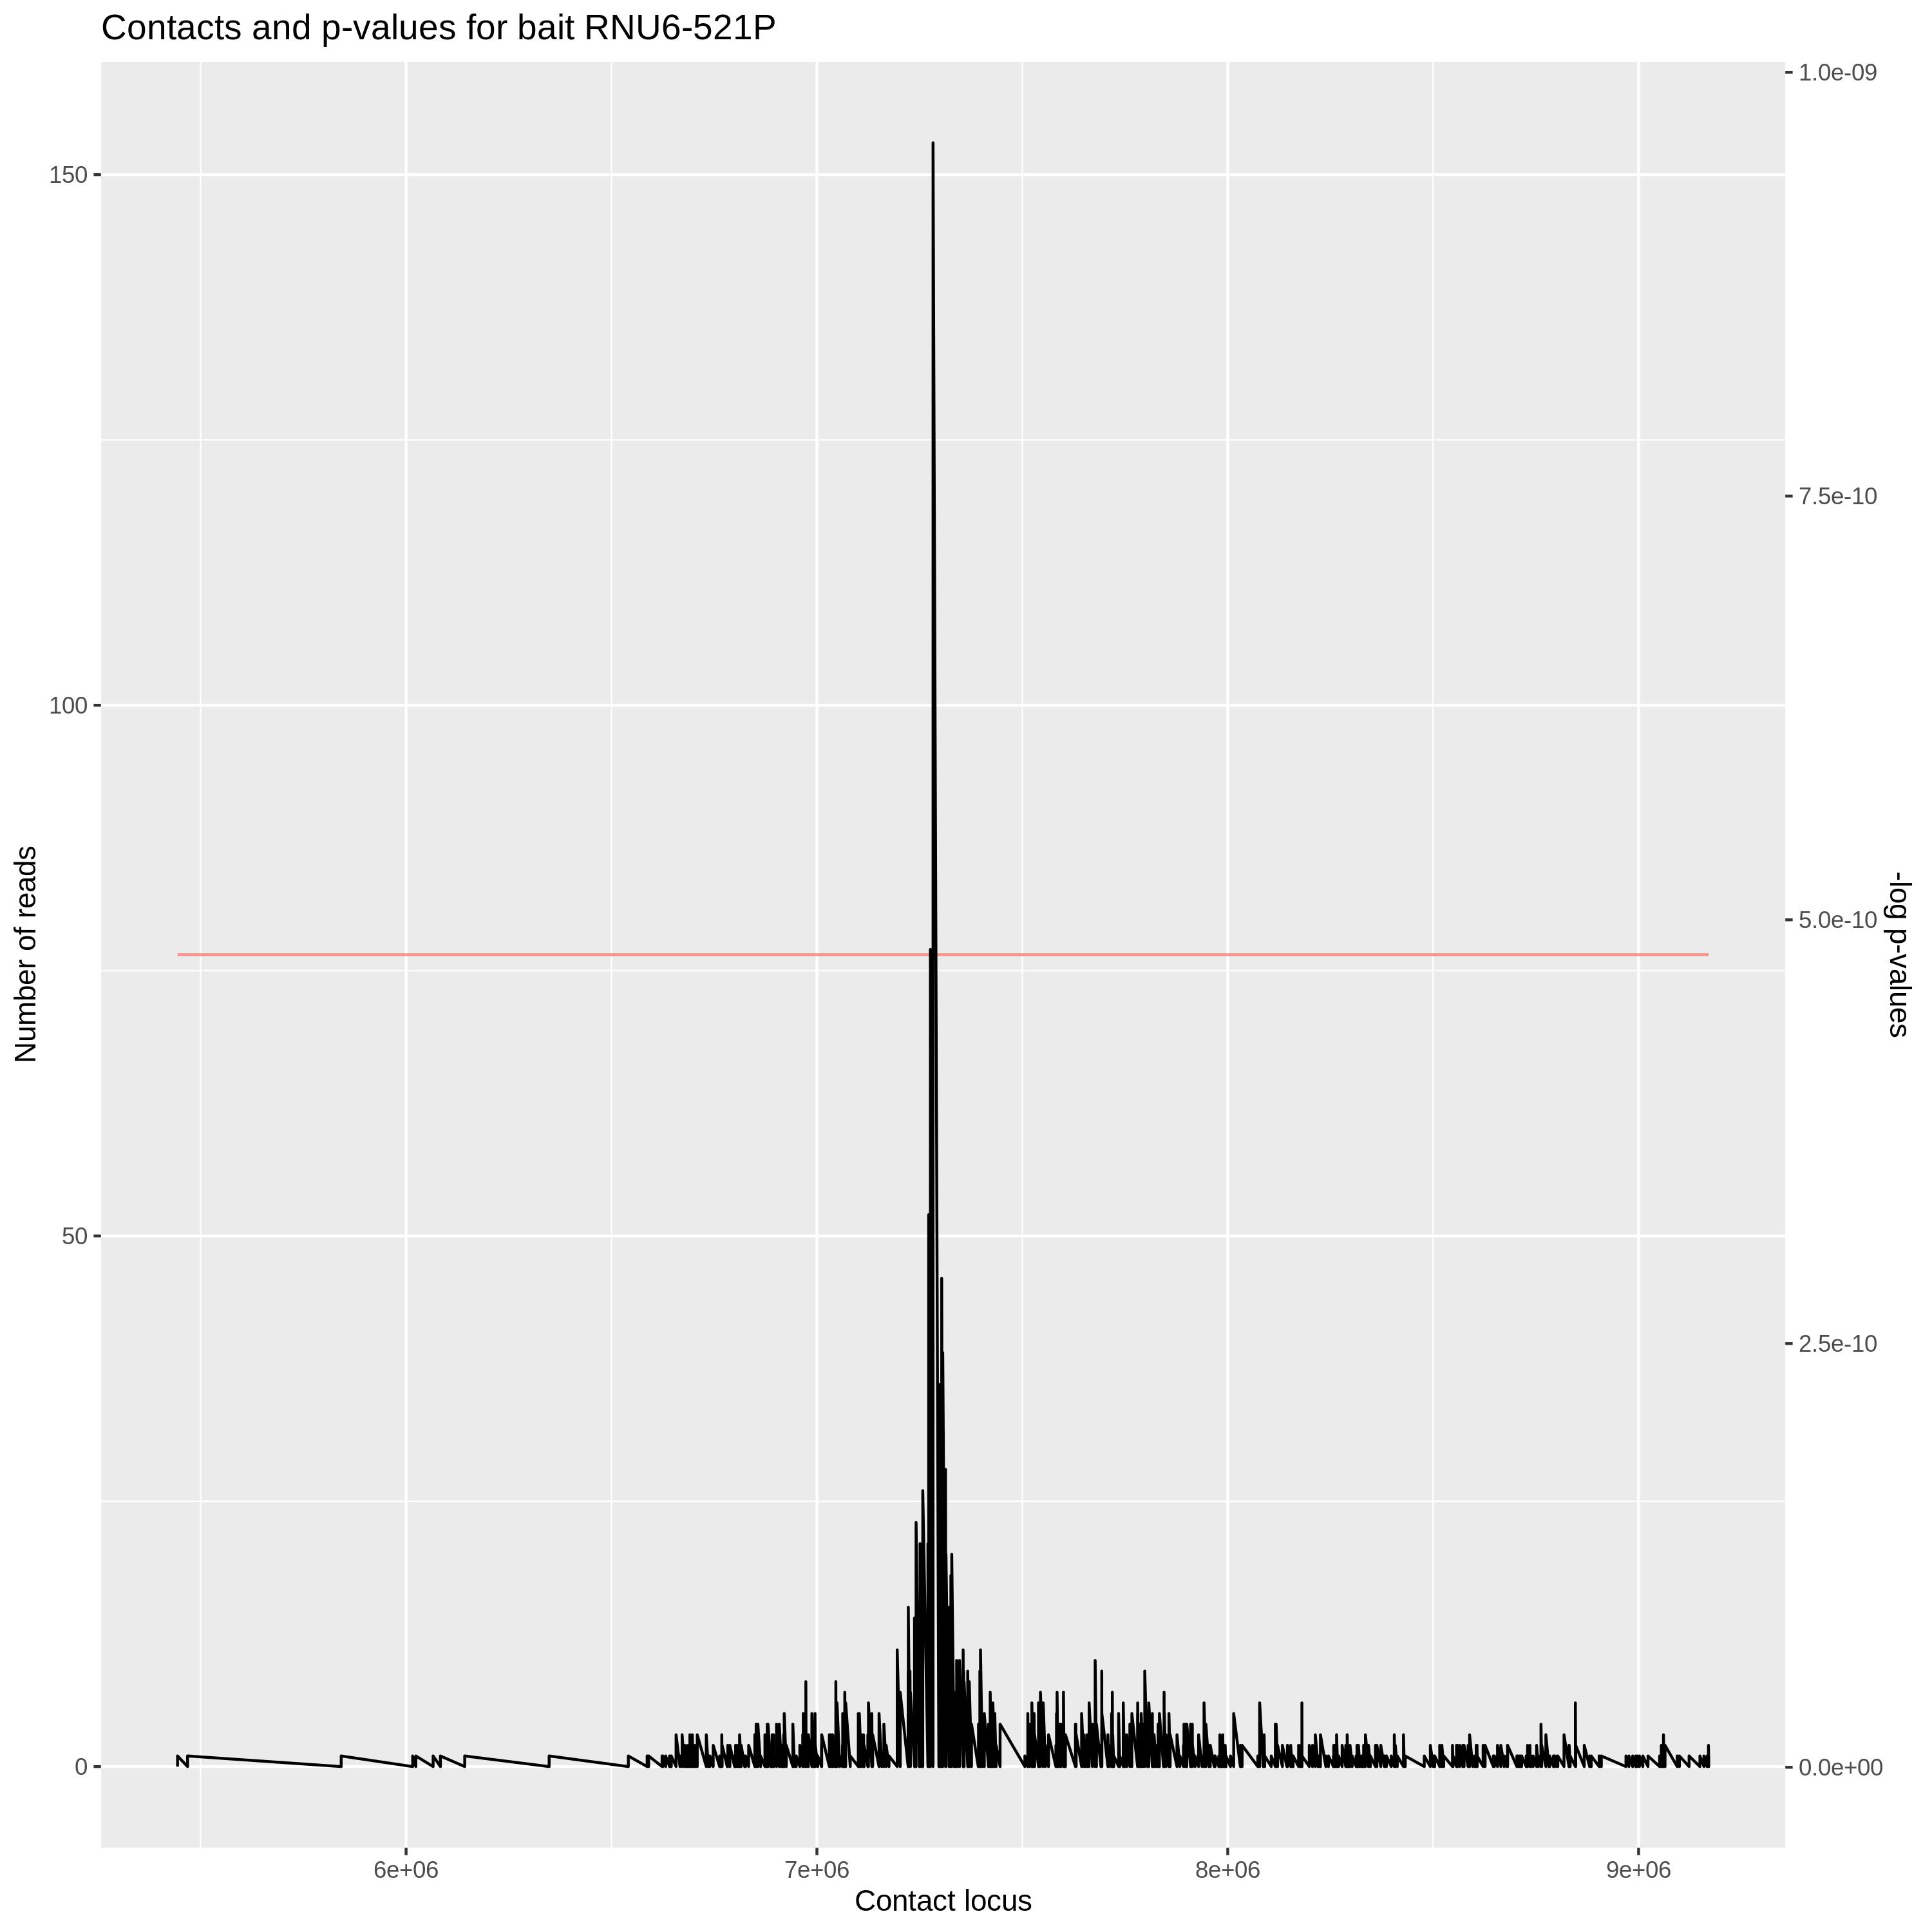 Contacts and p-values for bait RNU6-521P
150
100
50
0
Number of reads
1.0e-09
7.5e-10
5.0e-10
2.5e-10
0.0e+00
-log p-values
6e+06
7e+06
8e+06
9e+06
Contact locus